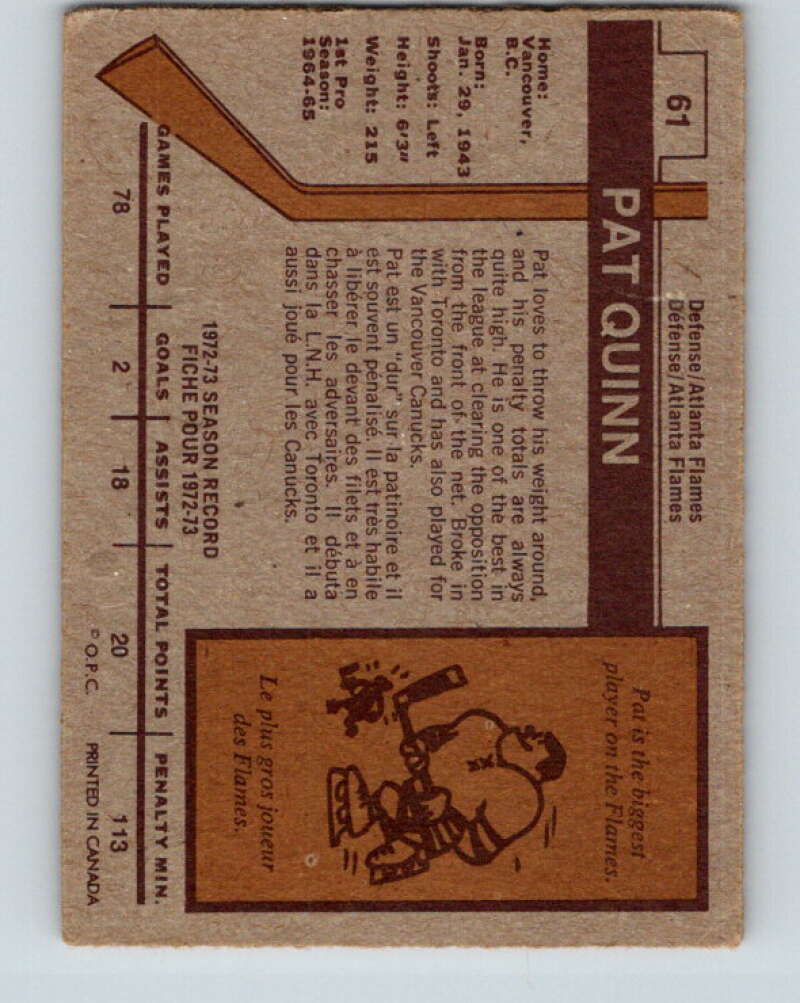 61
Defense/Atlanta Flames
Défense/Atlanta Flames
PAT QUINN
Home:
Vancouver,
B.C.
Born:
Jan. 29, 1943
Shoots: Left
Height: 6'3"
Weight: 215
1st Pro
Season:
1964-65
Pat loves to throw his weight around,
and his penalty totals are always
quite high. He is one of the best in
the league at clearing the opposition
from the front of the net. Broke in
with Toronto and has also played for
the Vancouver Canucks.
Pat est un "dur" sur la patinoire et il
est souvent pénalisé. Il est très habile
à libérer le devant des filets et à en
chasser les adversaires. Il débuta
dans la L.N.H. avec Toronto et il a
aussi joué pour les Canucks.
Pat is the biggest
player on the Flames.
Le plus gros joueur
des Flames.
1972-73 SEASON RECORD
FICHE POUR 1972-73
GAMES PLAYED GOALS ASSISTS TOTAL POINTS PENALTY MIN.
78 2 18 20 113
© O.P.C. PRINTED IN CANADA